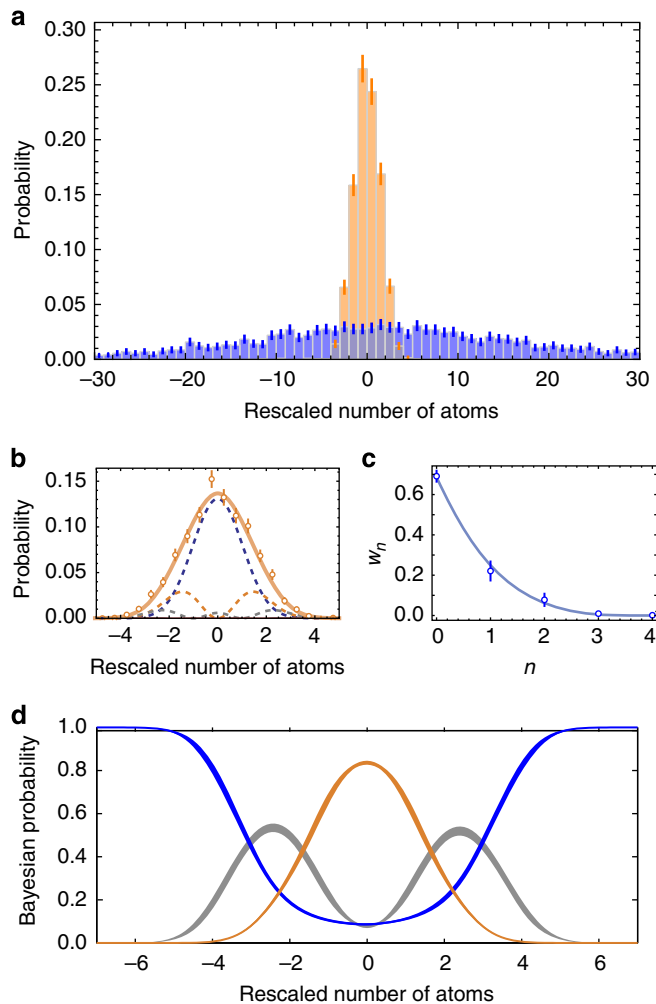 a
0.30
0.25
0.20
0.15
0.10
0.05
0.00
Probability
−30 −20 −10 0 10 20 30
Rescaled number of atoms
b
0.15
0.10
0.05
0.00
Probability
−4 −2 0 2 4
Rescaled number of atoms
c
0.6
0.4
0.2
0.0
wn
0 1 2 3 4
n
d
1.0
0.8
0.6
0.4
0.2
0.0
Bayesian probability
−6 −4 −2 0 2 4 6
Rescaled number of atoms